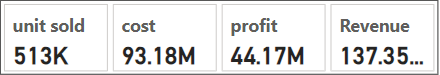 unit sold
513K
cost
93.18M
profit
44.17M
Revenue
137.35...